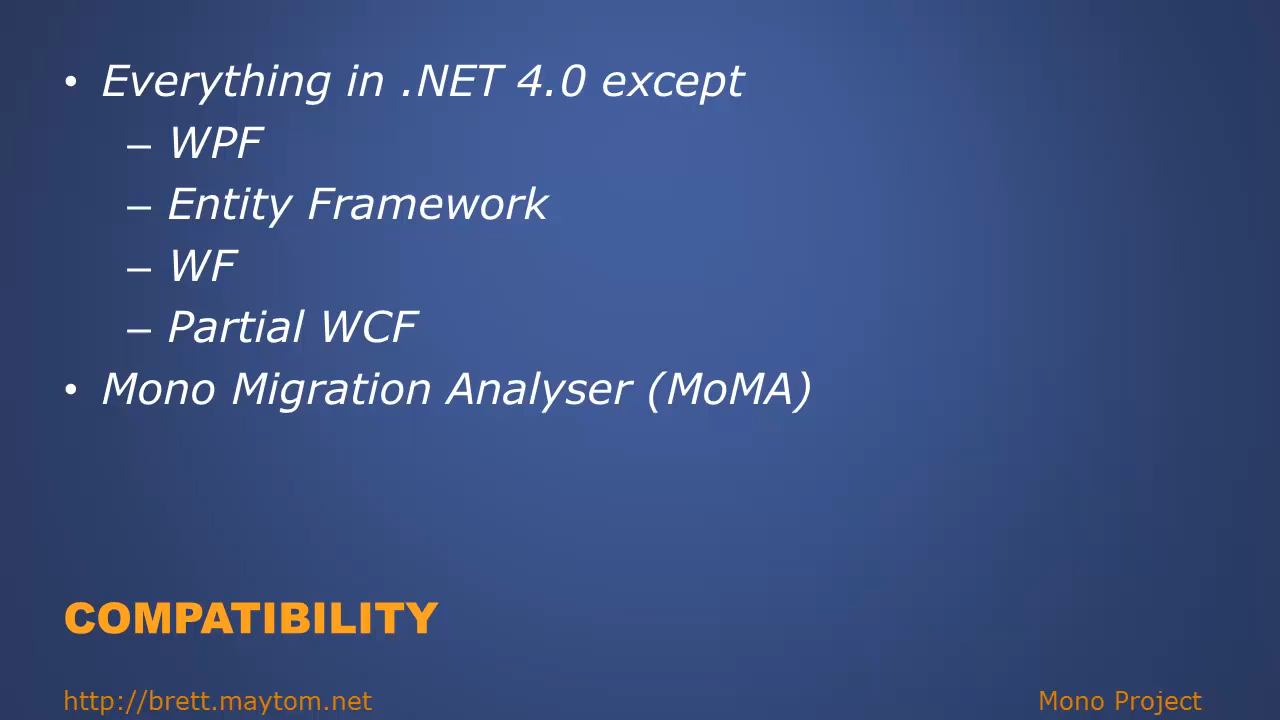 • Everything in .NET 4.0 except
– WPF
– Entity Framework
– WF
– Partial WCF
• Mono Migration Analyser (MoMA)
COMPATIBILITY
http://brett.maytom.net
Mono Project